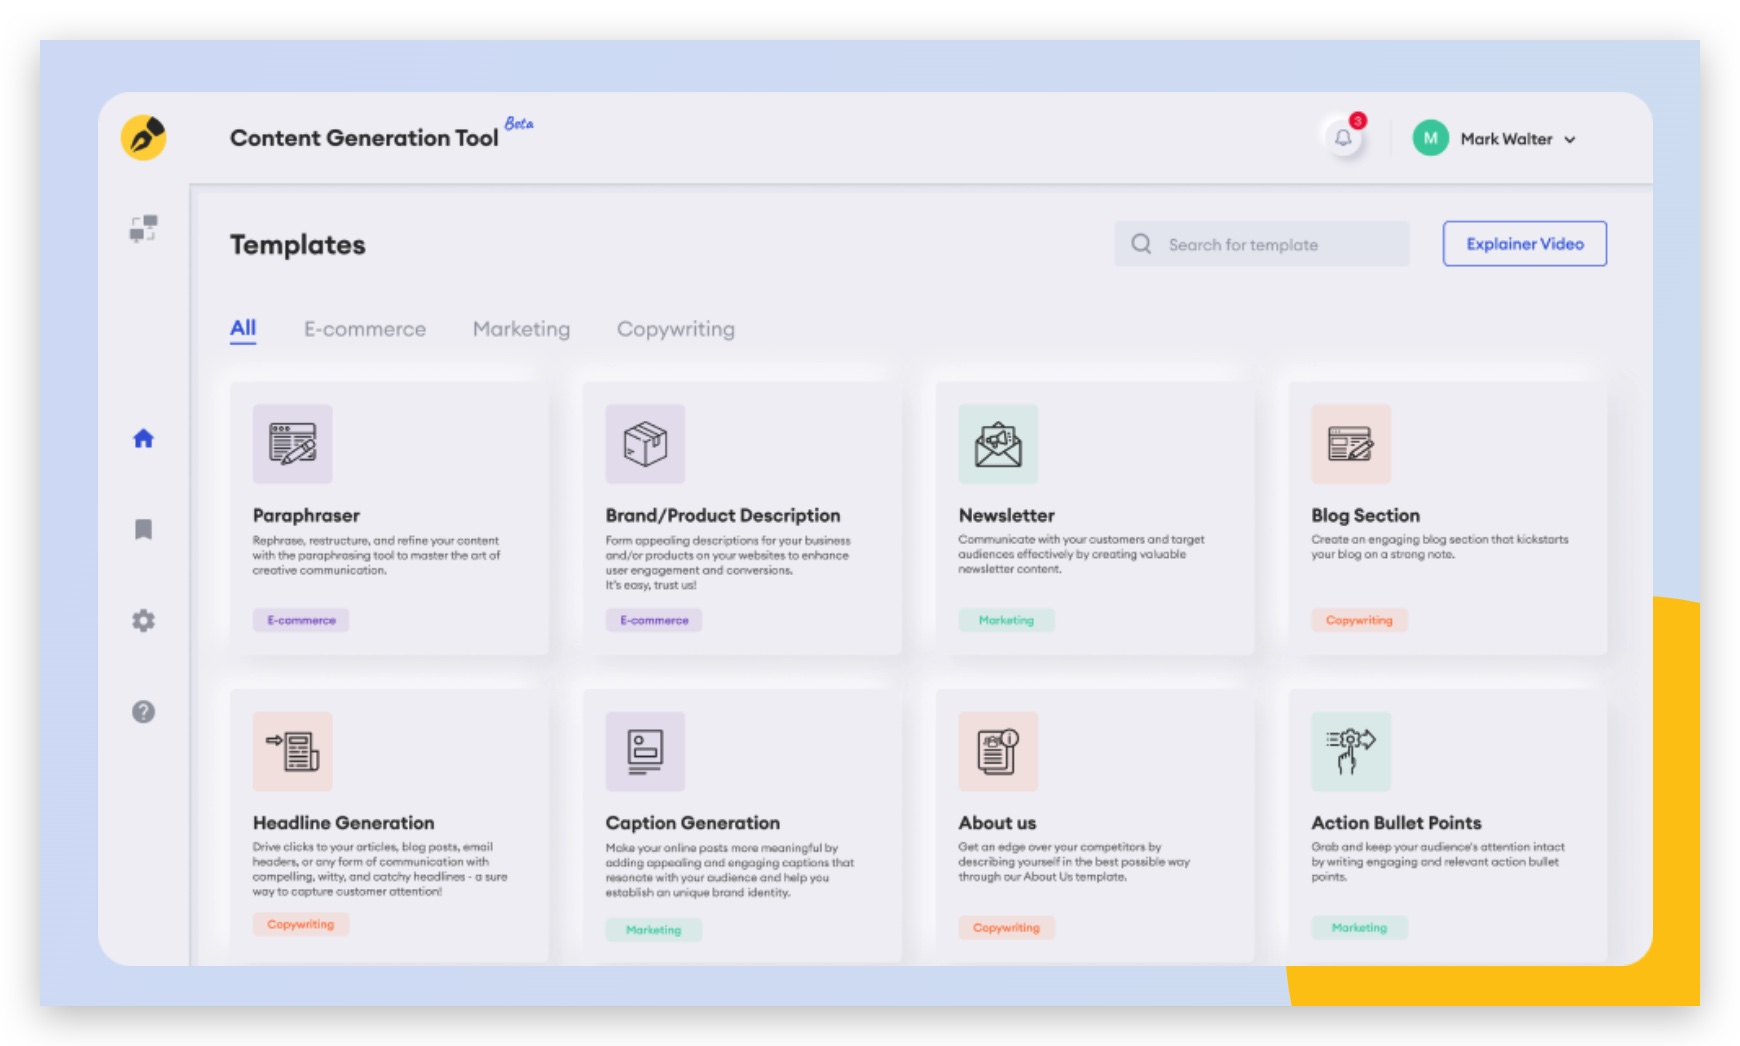 Content Generation Tool Beta
3
M
Mark Walter
Templates
Search for template
Explainer Video
All
E-commerce
Marketing
Copywriting
Paraphraser
Rephrase, restructure, and refine your content
with the paraphrasing tool to master the art of
creative communication.
E-commerce
Brand/Product Description
Form appealing descriptions for your business
and/or products on your websites to enhance
user engagement and conversions.
It's easy, trust us!
E-commerce
Newsletter
Communicate with your customers and target
audiences effectively by creating valuable
newsletter content.
Marketing
Blog Section
Create an engaging blog section that kickstarts
your blog on a strong note.
Copywriting
Headline Generation
Drive clicks to your articles, blog posts, email
headers, or any form of communication with
compelling, witty, and catchy headlines - a sure
way to capture customer attention!
Copywriting
Caption Generation
Make your online posts more meaningful by
adding appealing and engaging captions that
resonate with your audience and help you
establish an unique brand identity.
Marketing
About us
Get an edge over your competitors by
describing yourself in the best possible way
through our About Us template.
Copywriting
Action Bullet Points
Grab and keep your audience's attention intact
by writing engaging and relevant action bullet
points.
Marketing